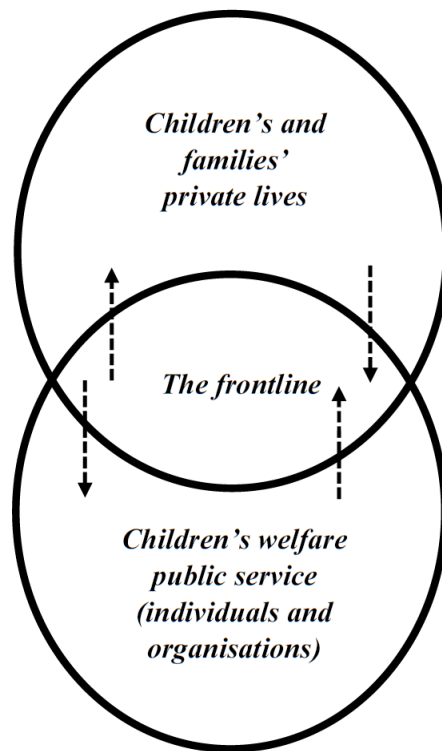 Children’s and
families’
private lives
The frontline
Children’s welfare
public service
(individuals and
organisations)